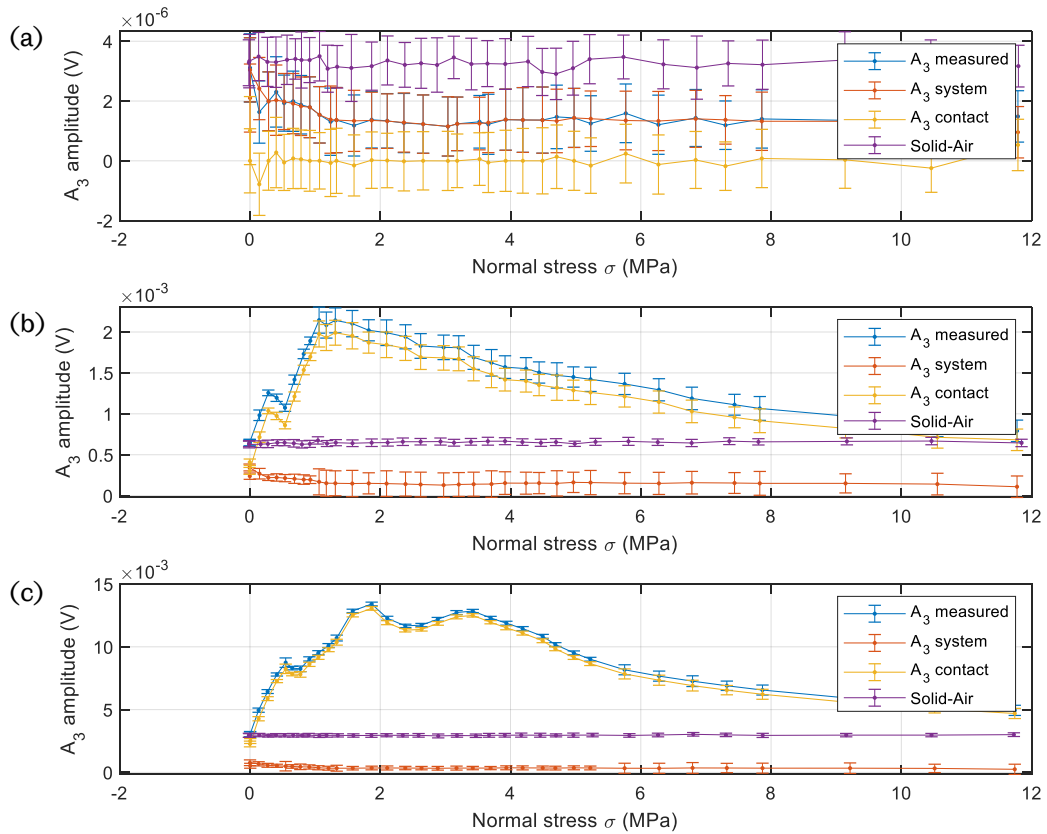 (a)
×10⁻⁶
A₃ amplitude (V)
4
2
0
-2
-2 0 2 4 6 8 10 12
Normal stress σ (MPa)
A₃ measured
A₃ system
A₃ contact
Solid-Air
(b)
×10⁻³
A₃ amplitude (V)
2
1.5
1
0.5
0
-2 0 2 4 6 8 10 12
Normal stress σ (MPa)
A₃ measured
A₃ system
A₃ contact
Solid-Air
(c)
×10⁻³
A₃ amplitude (V)
15
10
5
0
-2 0 2 4 6 8 10 12
Normal stress σ (MPa)
A₃ measured
A₃ system
A₃ contact
Solid-Air